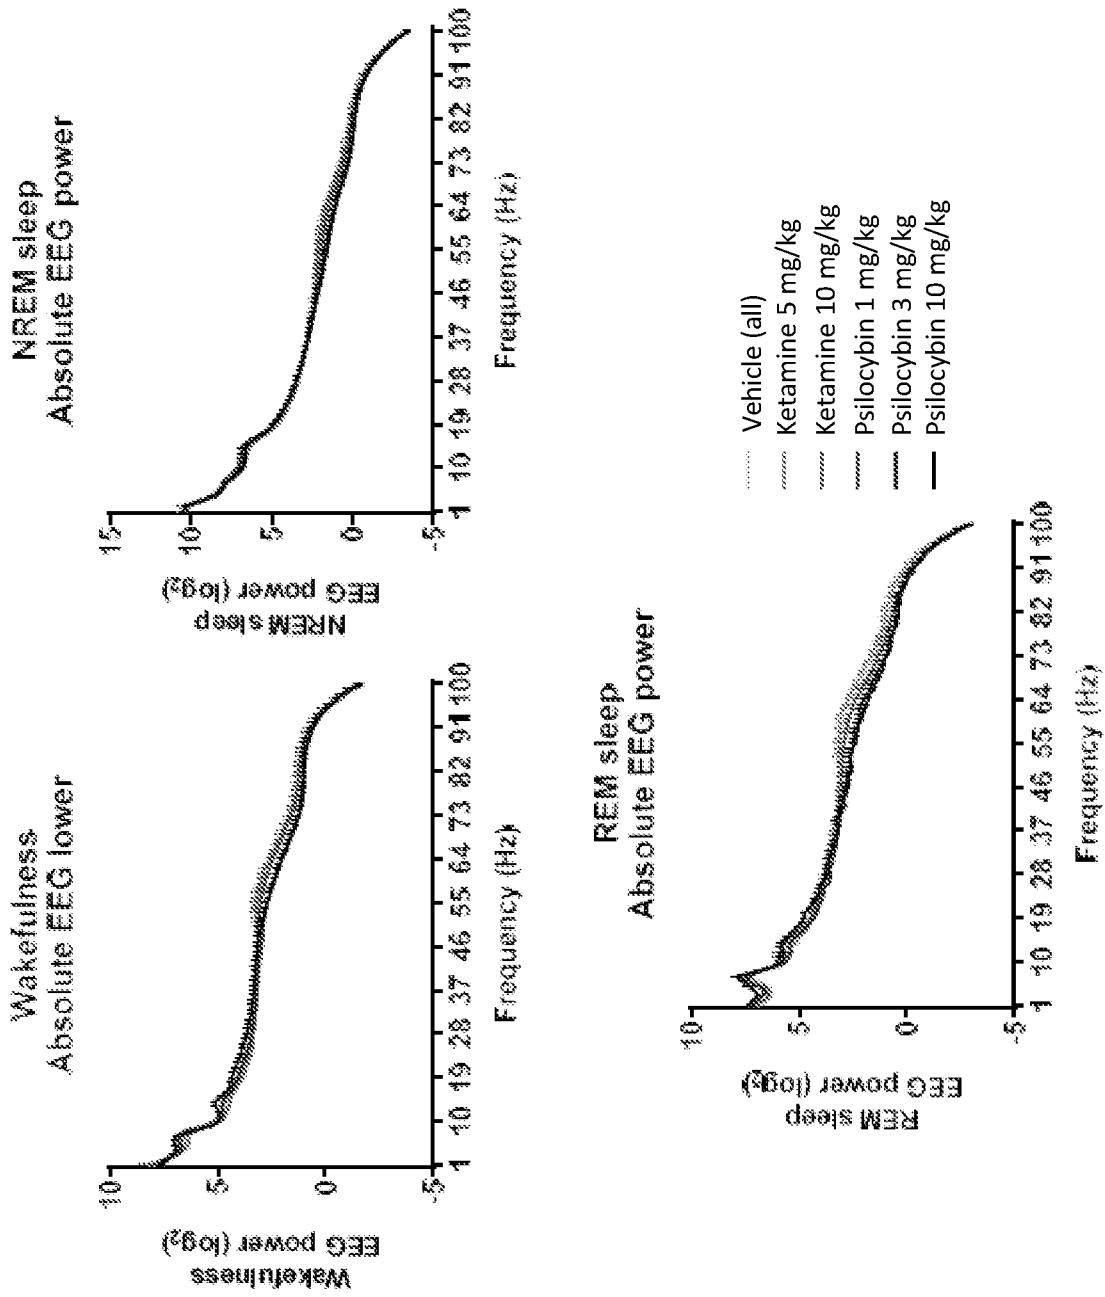 Wakefulness
Absolute EEG lower
Wakefulness
EEG power (log2)
10
5
0
-5
1 10 19 28 37 46 55 64 73 82 91 100
Frequency (Hz)
NREM sleep
Absolute EEG power
NREM sleep
EEG power (log2)
15
10
5
0
-5
1 10 19 28 37 46 55 64 73 82 91 100
Frequency (Hz)
REM sleep
Absolute EEG power
REM sleep
EEG power (log2)
10
5
0
-5
1 10 19 28 37 46 55 64 73 82 91 100
Frequency (Hz)
Vehicle (all)
Ketamine 5 mg/kg
Ketamine 10 mg/kg
Psilocybin 1 mg/kg
Psilocybin 3 mg/kg
Psilocybin 10 mg/kg